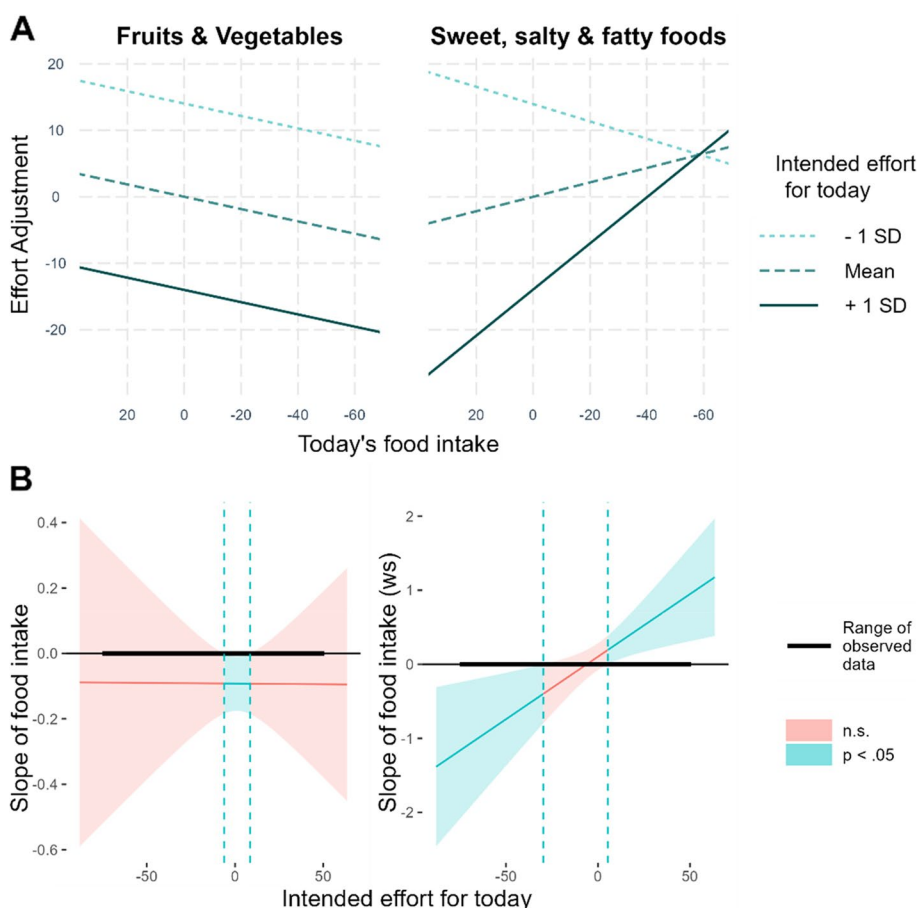 A
Fruits & Vegetables
Sweet, salty & fatty foods
Effort Adjustment
20
10
0
-10
-20
20 0 -20 -40 -60
20 0 -20 -40 -60
Today's food intake
Intended effort
for today
- 1 SD
Mean
+ 1 SD
B
Slope of food intake
0.4
0.2
0.0
-0.2
-0.4
-0.6
-50 0 50
Slope of food intake (ws)
2
1
0
-1
-2
-50 0 50
Intended effort for today
Range of
observed
data
n.s.
p < .05